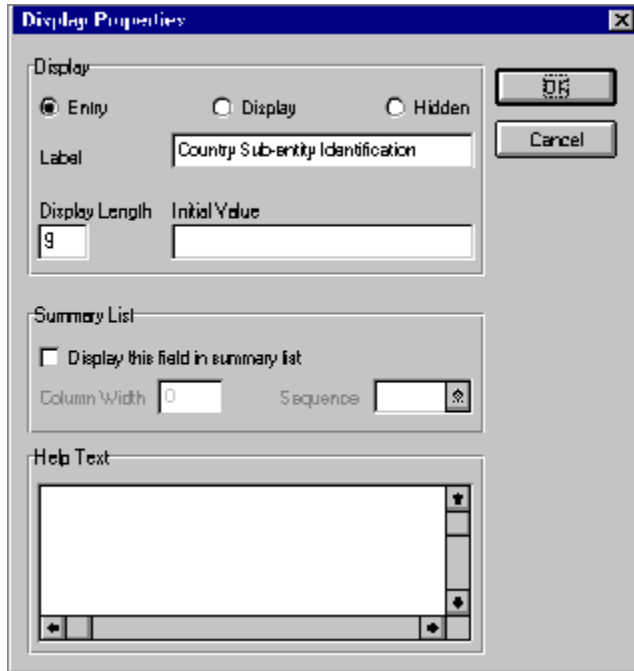 Display Properties
Display
Entry
Display
Hidden
OK
Cancel
Label
Country Sub-entity Identification
Display Length
Initial Value
9
Summary List
Display this field in summary list
Column Width
0
Sequence
Help Text